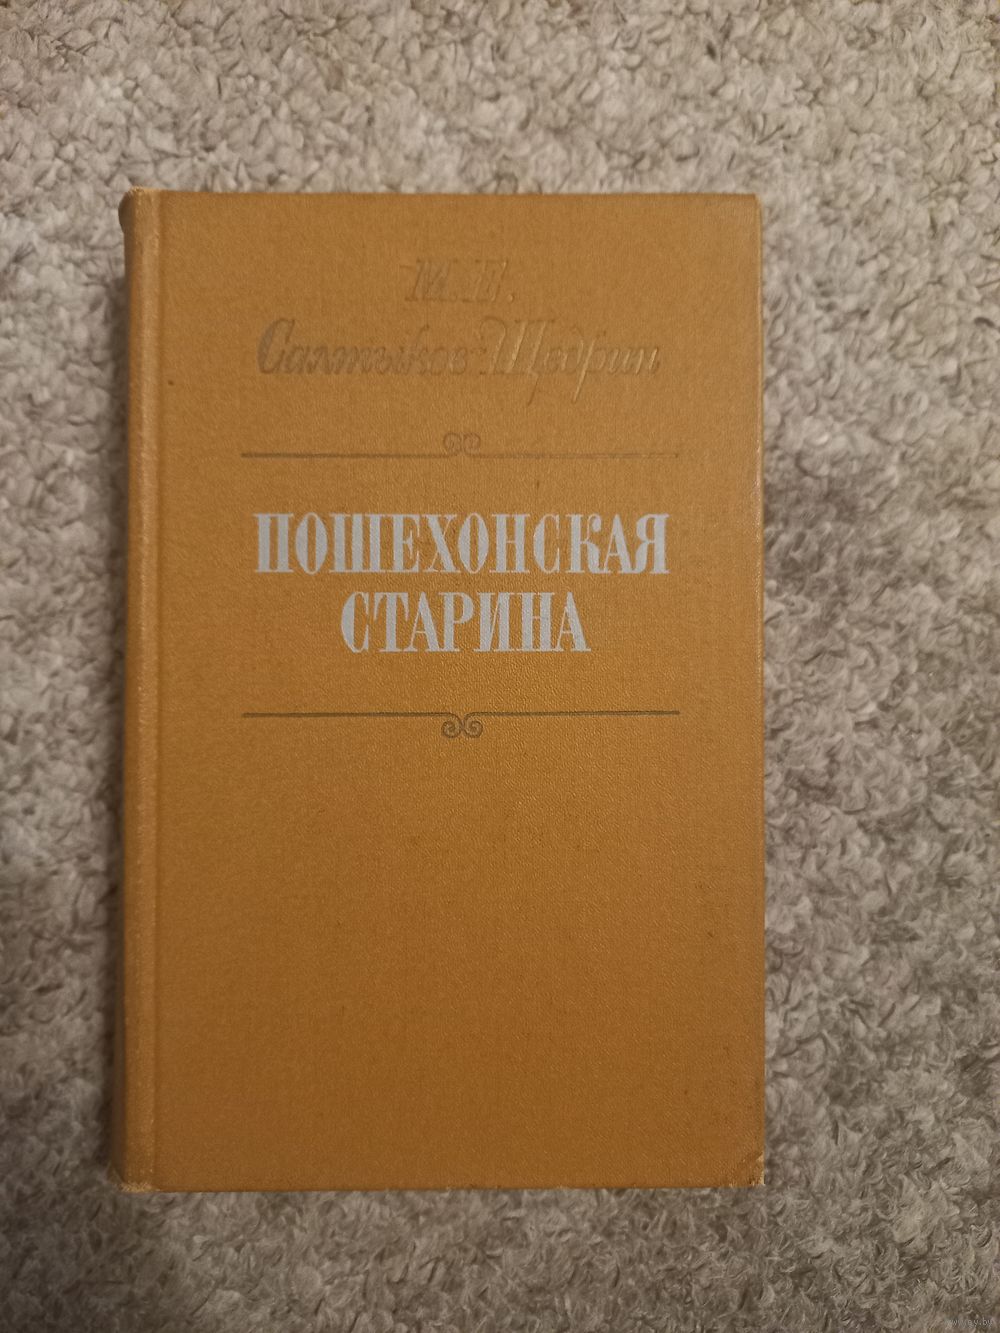 М.Е.
Салтыков-Щедрин
ПОШЕХОНСКАЯ
СТАРИНА